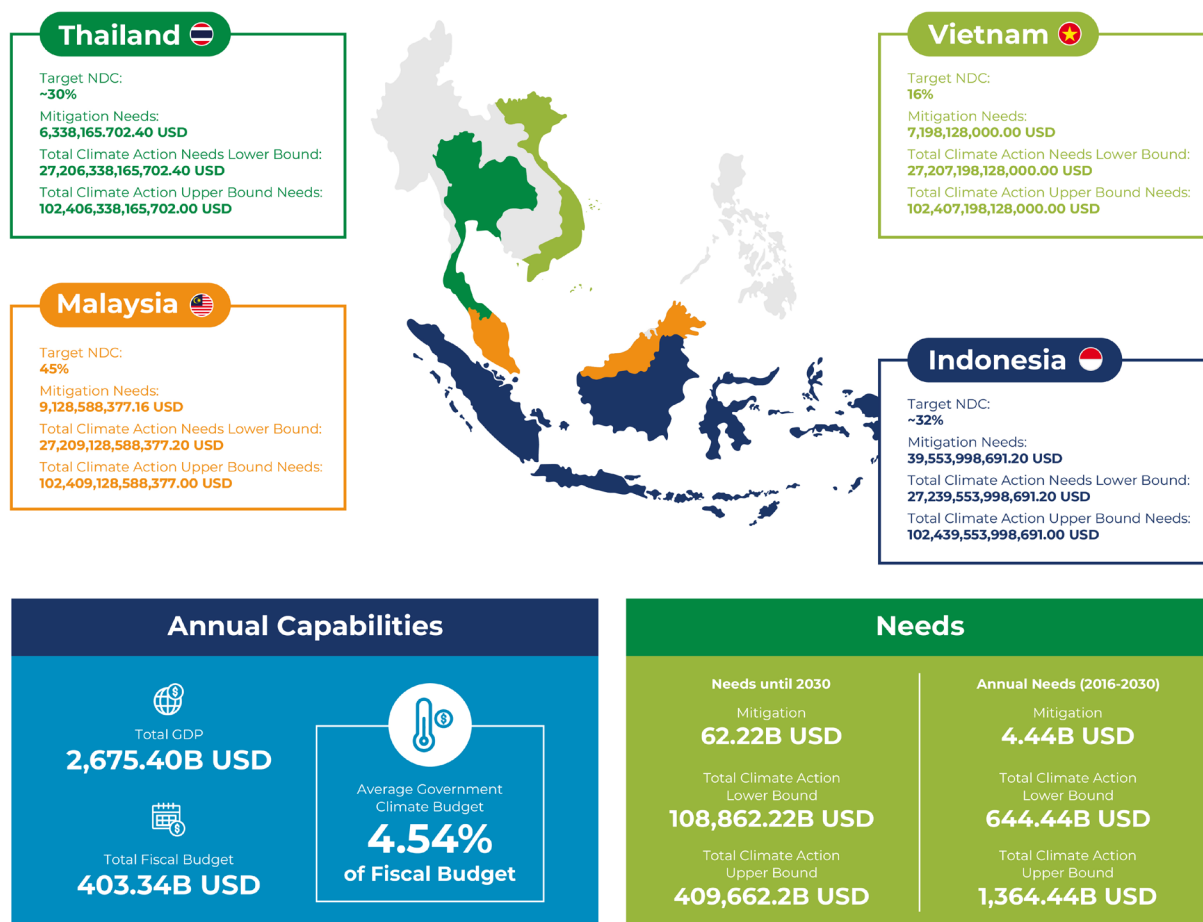 Thailand
Target NDC:
~30%
Mitigation Needs:
6,338,165.702.40 USD
Total Climate Action Needs Lower Bound:
27,206,338,165,702.40 USD
Total Climate Action Upper Bound Needs:
102,406,338,165,702.00 USD
Vietnam
Target NDC:
16%
Mitigation Needs:
7,198,128,000.00 USD
Total Climate Action Needs Lower Bound:
27,207,198,128,000.00 USD
Total Climate Action Upper Bound Needs:
102,407,198,128,000.00 USD
Malaysia
Target NDC:
45%
Mitigation Needs:
9,128,588,377.16 USD
Total Climate Action Needs Lower Bound:
27,209,128,588,377.20 USD
Total Climate Action Upper Bound Needs:
102,409,128,588,377.00 USD
Indonesia
Target NDC:
~32%
Mitigation Needs:
39,553,998,691.20 USD
Total Climate Action Needs Lower Bound:
27,239,553,998,691.20 USD
Total Climate Action Upper Bound Needs:
102,439,553,998,691.00 USD
Annual Capabilities
$
Total GDP
2,675.40B USD
$
Total Fiscal Budget
403.34B USD
$
Average Government
Climate Budget
4.54%
of Fiscal Budget
Needs
Needs until 2030
Mitigation
62.22B USD
Total Climate Action
Lower Bound
108,862.22B USD
Total Climate Action
Upper Bound
409,662.2B USD
Annual Needs (2016-2030)
Mitigation
4.44B USD
Total Climate Action
Lower Bound
644.44B USD
Total Climate Action
Upper Bound
1,364.44B USD